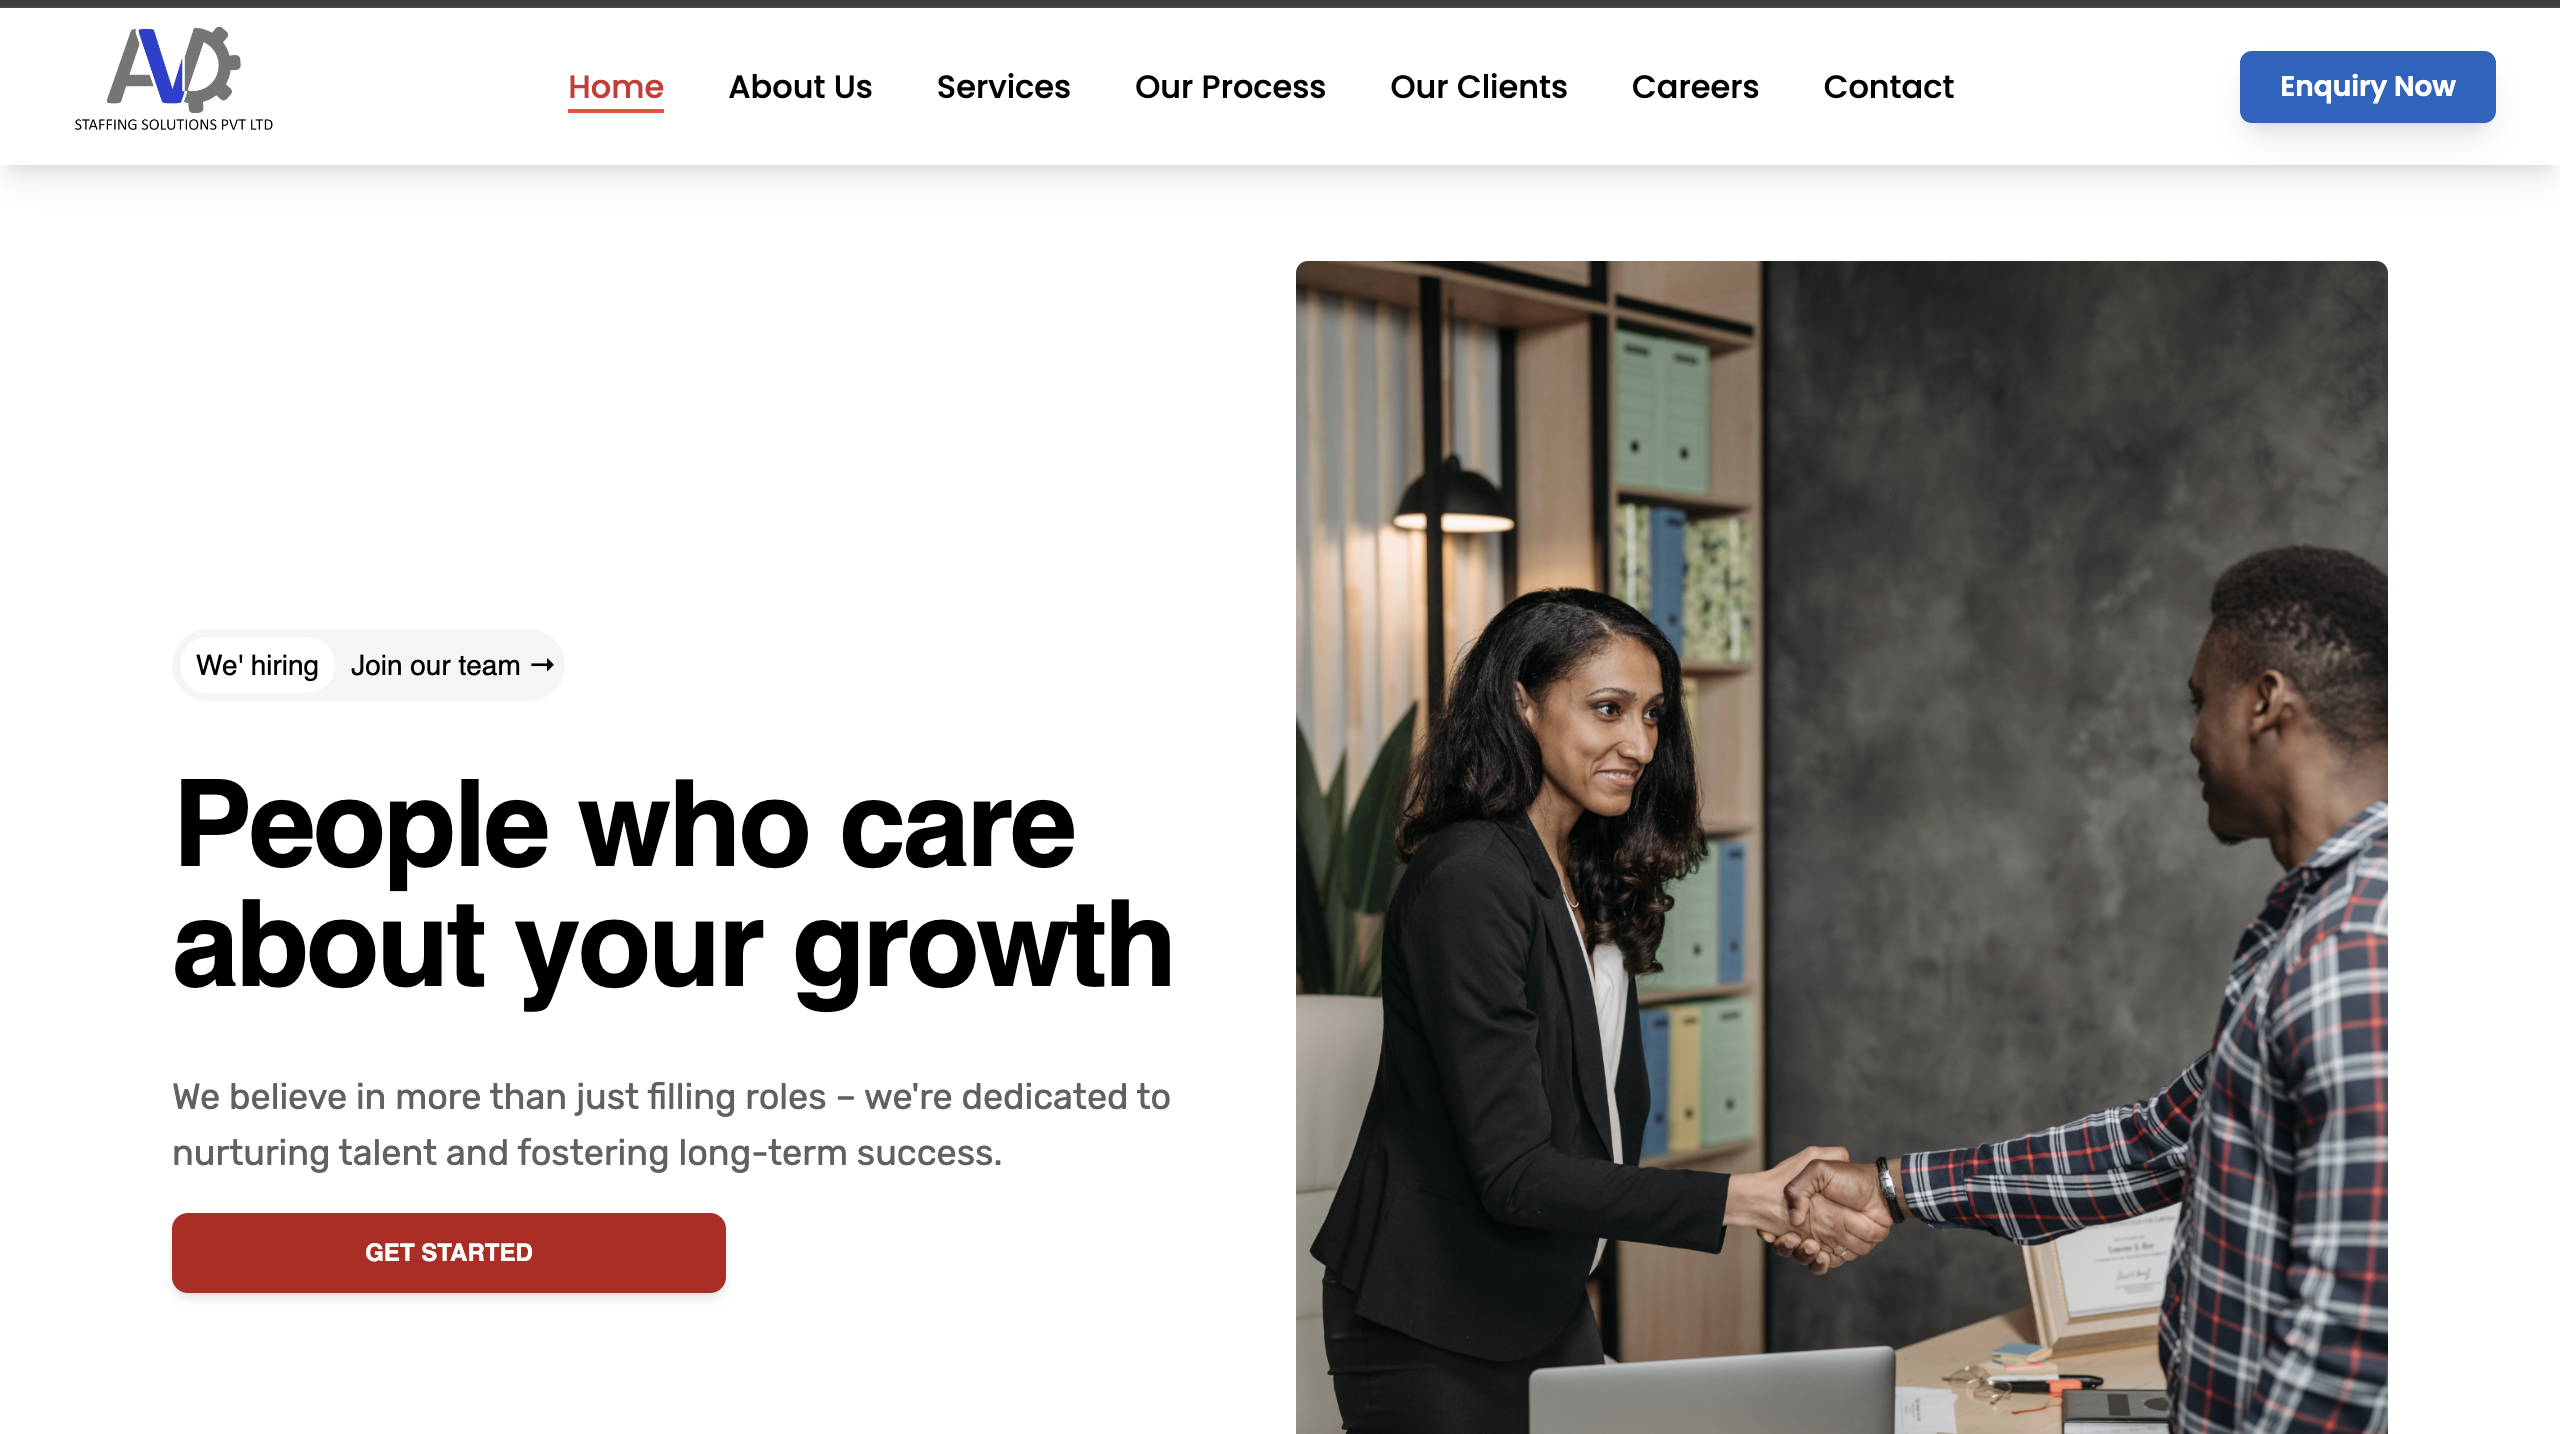 AVD
STAFFING SOLUTIONS PVT LTD
Home About Us Services Our Process Our Clients Careers Contact
Enquiry Now
We' hiring Join our team ➞
People who care
about your growth
We believe in more than just filling roles – we're dedicated to
nurturing talent and fostering long-term success.
GET STARTED